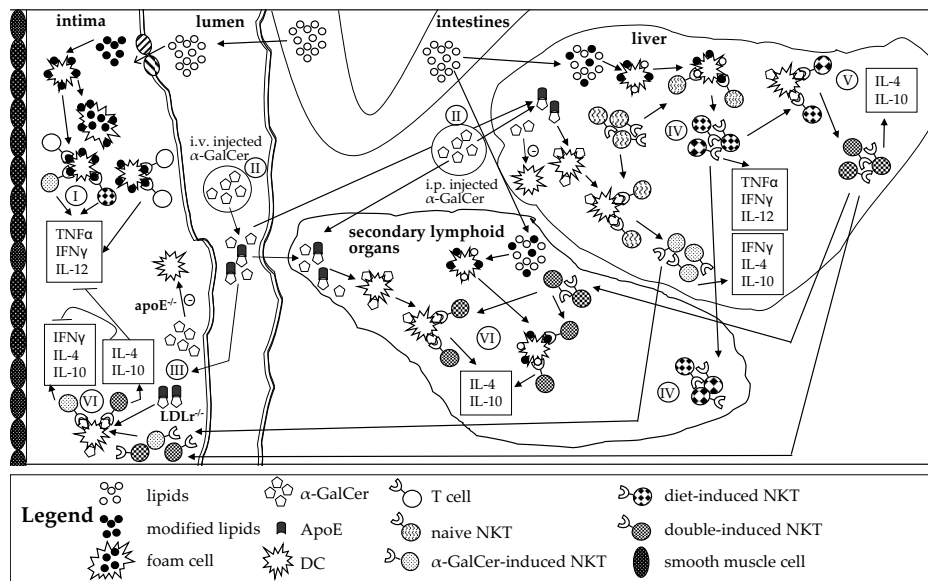 intima
lumen
intestines
liver
II
V
IL-4
IL-10
i.v. injected
α-GalCer
II
i.p. injected
α-GalCer
IV
I
TNFα
IFNγ
IL-12
TNFα
IFNγ
IL-12
IFNγ
IL-4
IL-10
secondary lymphoid
organs
apoE-/-
IFNγ
IL-4
IL-10
IL-4
IL-10
III
VI
IL-4
IL-10
IV
VI
LDLr-/-
Legend
lipids
modified lipids
foam cell
α-GalCer
ApoE
DC
T cell
naive NKT
α-GalCer-induced NKT
diet-induced NKT
double-induced NKT
smooth muscle cell